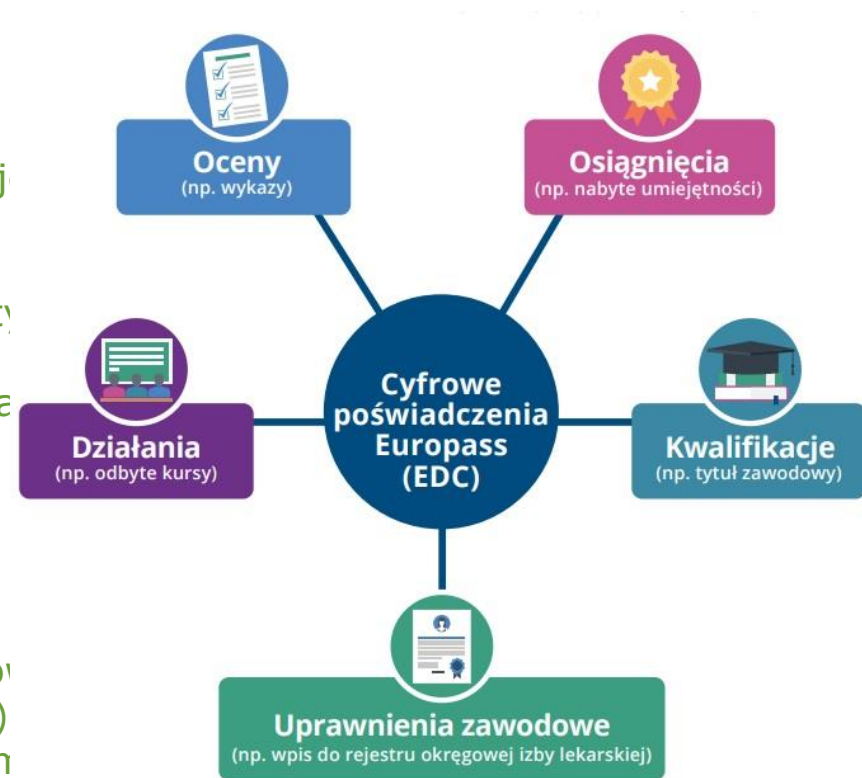 Oceny
(np. wykazy)
Osiągnięcia
(np. nabyte umiejętności)
Cyfrowe
poświadczenia
Europass
(EDC)
Działania
(np. odbyte kursy)
Kwalifikacje
(np. tytuł zawodowy)
Uprawnienia zawodowe
(np. wpis do rejestru okręgowej izby lekarskiej)